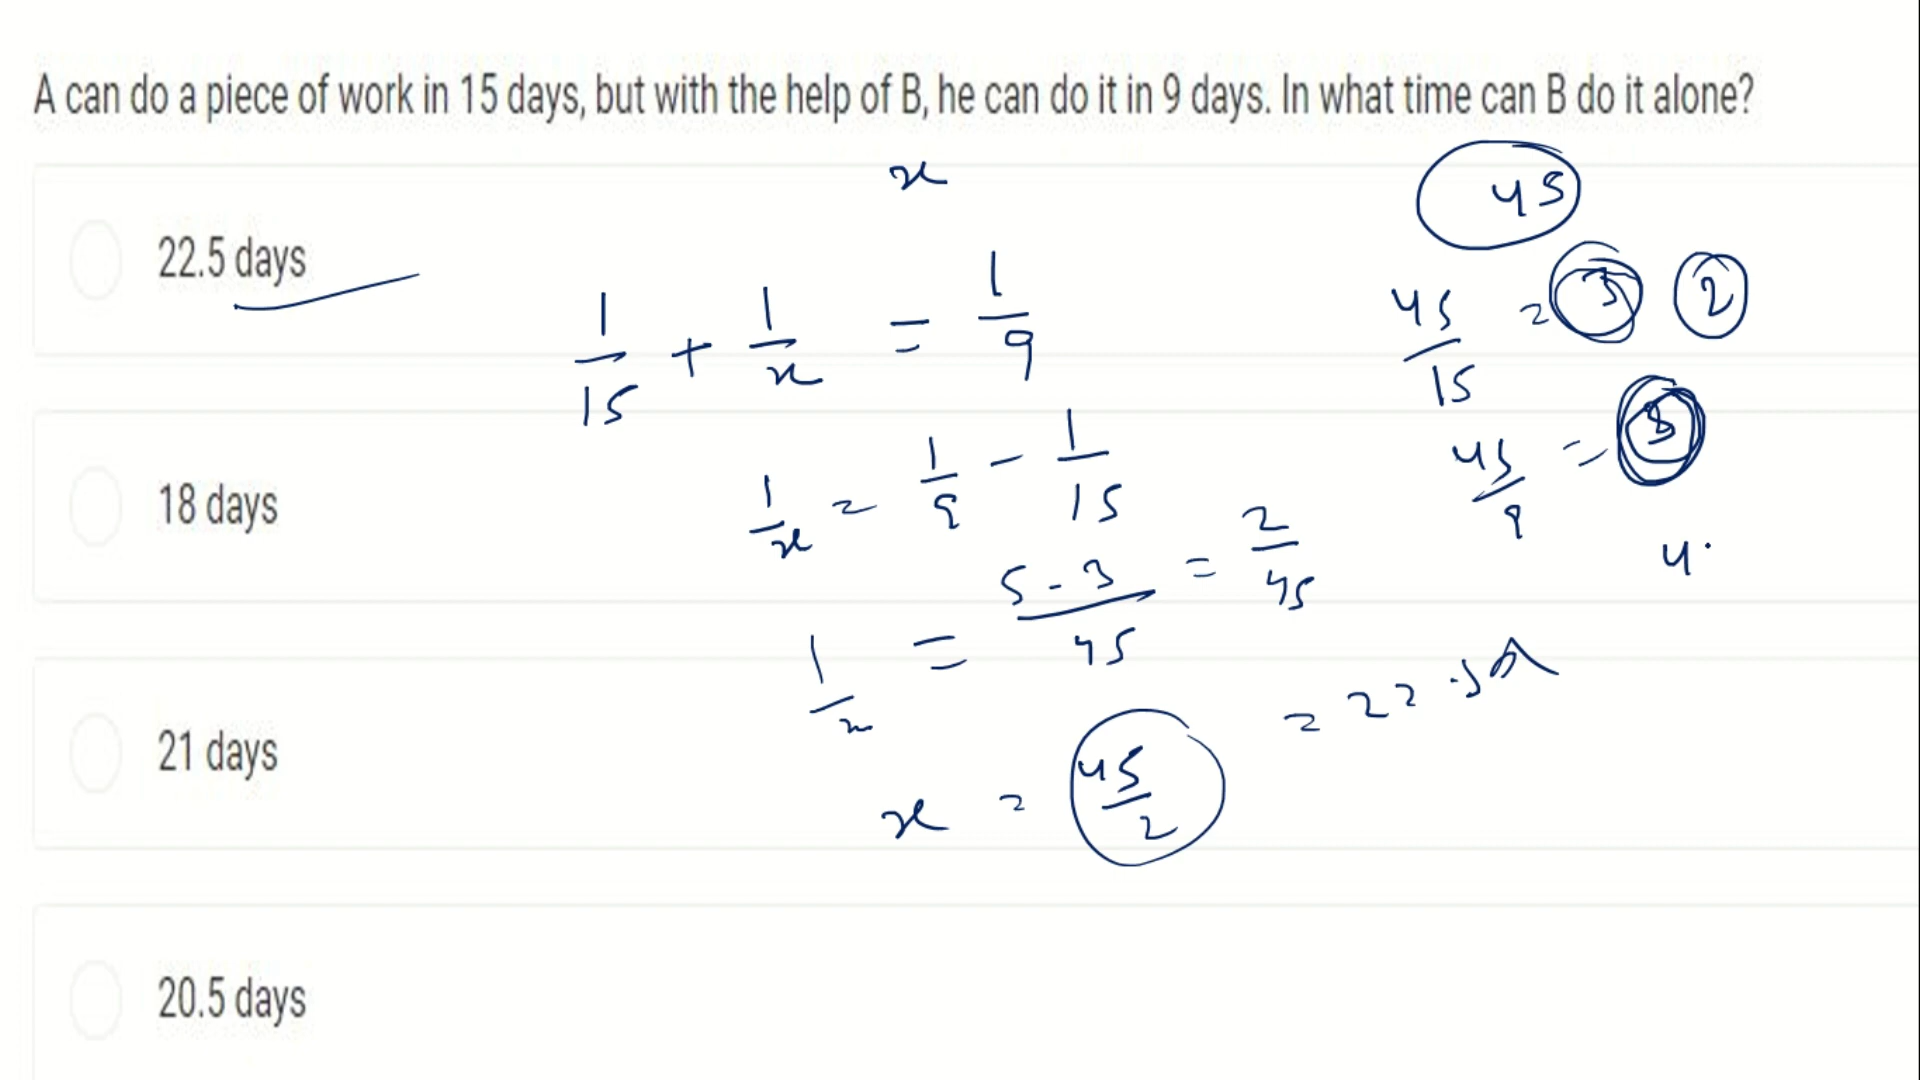 A can do a piece of work in 15 days, but with the help of B, he can do it in 9 days. In what time can B do it alone?
x
45
22.5 days
1/15 + 1/x = 1/9
45/15 = 3 2
18 days
1/x = 1/9 - 1/15
45/9 = 5
4.
1/x = 5-3/45 = 2/45
21 days
x = 45/2 = 22.5
20.5 days